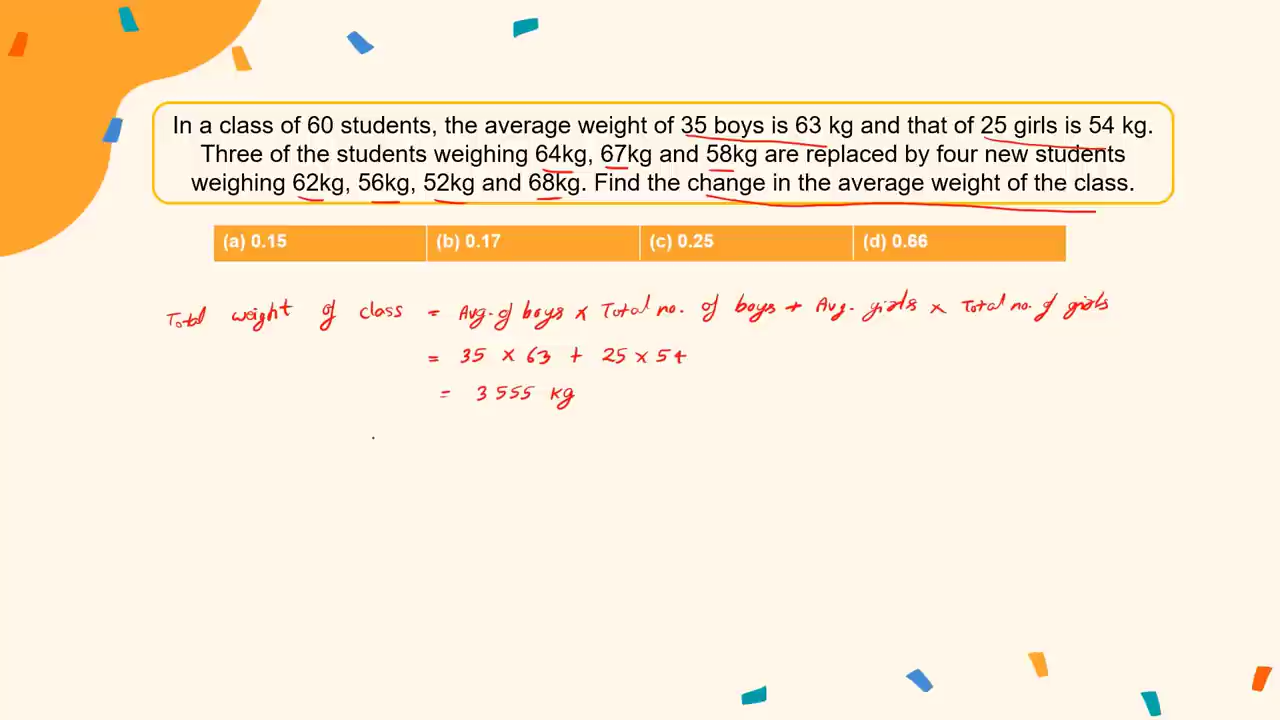 In a class of 60 students, the average weight of 35 boys is 63 kg and that of 25 girls is 54 kg.
Three of the students weighing 64kg, 67kg and 58kg are replaced by four new students
weighing 62kg, 56kg, 52kg and 68kg. Find the change in the average weight of the class.
(a) 0.15 (b) 0.17 (c) 0.25 (d) 0.66
Total weight of class = Avg. of boys × Total no. of boys + Avg. girls × Total no. of girls
= 35 × 63 + 25 × 54
= 3555 kg